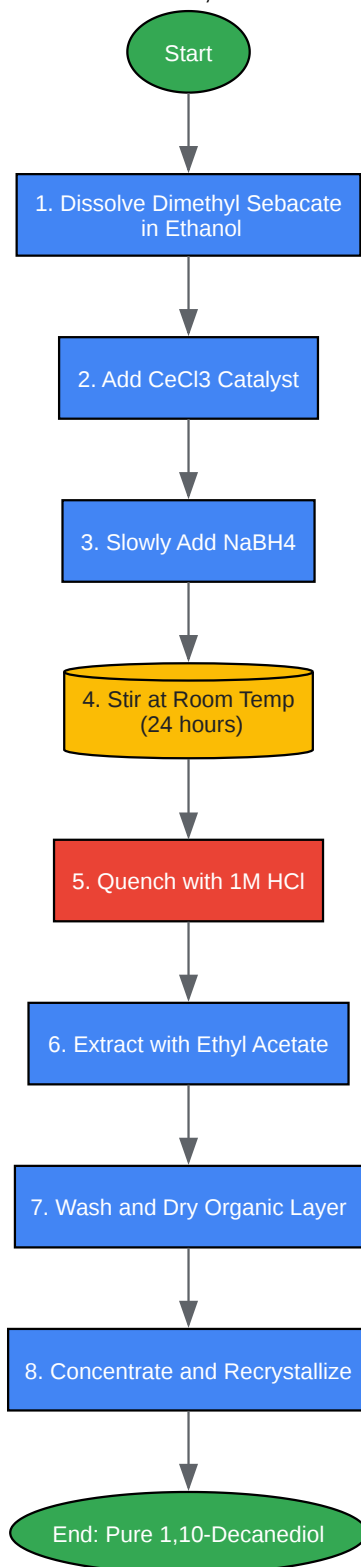 Start
1. Dissolve Dimethyl Sebacate
in Ethanol
2. Add CeCl3 Catalyst
3. Slowly Add NaBH4
4. Stir at Room Temp
(24 hours)
5. Quench with 1M HCl
6. Extract with Ethyl Acetate
7. Wash and Dry Organic Layer
8. Concentrate and Recrystallize
End: Pure 1,10-Decanediol